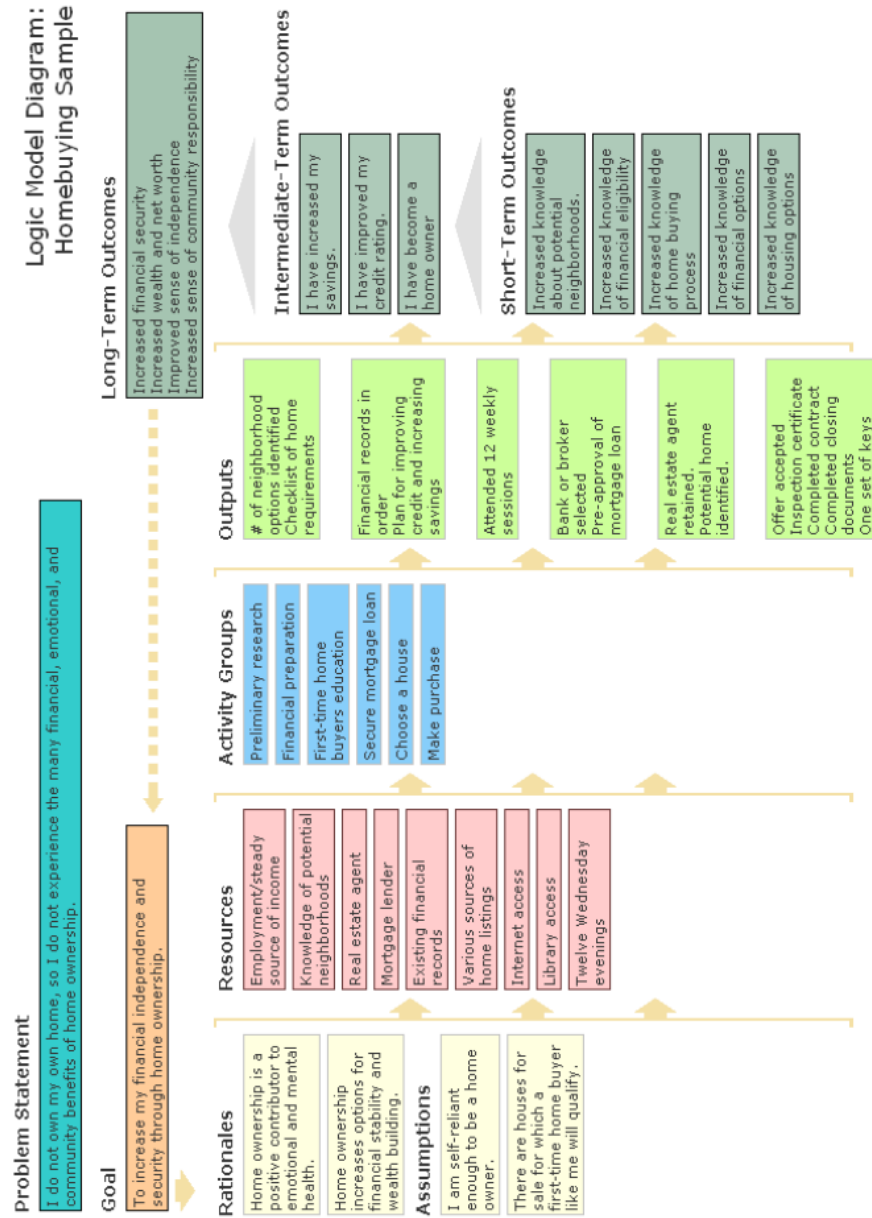 Logic Model Diagram:
Homebuying Sample
Problem Statement
I do not own my own home, so I do not experience the many financial, emotional, and
community benefits of home ownership.
Goal
To increase my financial independence and
security through home ownership.
Long-Term Outcomes
Increased financial security
Increased wealth and net worth
Improved sense of independence
Increased sense of community responsibility
Rationales
Home ownership is a
positive contributor to
emotional and mental
health.
Home ownership
increases options for
financial stability and
wealth building.
Assumptions
I am self-reliant
enough to be a home
owner.
There are houses for
sale for which a
first-time home buyer
like me will qualify.
Resources
Employment/steady
source of income
Knowledge of potential
neighborhoods
Real estate agent
Mortgage lender
Existing financial
records
Various sources of
home listings
Internet access
Library access
Twelve Wednesday
evenings
Activity Groups
Preliminary research
Financial preparation
First-time home
buyers education
Secure mortgage loan
Choose a house
Make purchase
Outputs
# of neighborhood
options identified
Checklist of home
requirements
Financial records in
order
Plan for improving
credit and increasing
savings
Attended 12 weekly
sessions
Bank or broker
selected
Pre-approval of
mortgage loan
Real estate agent
retained.
Potential home
identified.
Offer accepted
Inspection certificate
Completed contract
Completed closing
documents
One set of keys
Intermediate-Term Outcomes
I have increased my
savings.
I have improved my
credit rating.
I have become a
home owner
Short-Term Outcomes
Increased knowledge
about potential
neighborhoods.
Increased knowledge
of financial eligibility
Increased knowledge
of home buying
process
Increased knowledge
of financial options
Increased knowledge
of housing options